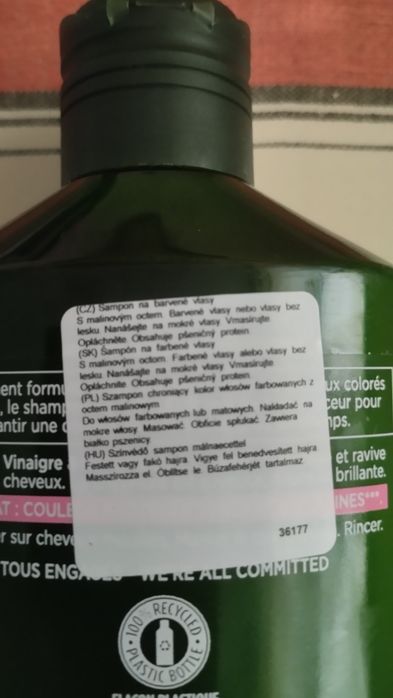 (CZ) Šampon na barvené vlasy
S malinovým octem. Barvené vlasy nebo vlasy bez
lesku. Nanášejte na mokré vlasy. Vmasírujte.
Opláchněte. Obsahuje pšeničný protein
(SK) Šampón na farbené vlasy
S malinovým octom. Farbené vlasy alebo vlasy bez
lesku. Nanášajte na mokré vlasy. Vmasírujte.
Opláchnite. Obsahuje pšeničný proteín
(PL) Szampon chroniący kolor włosów farbowanych z
octem malinowym
Do włosów farbowanych lub matowych. Nakładać na
mokre włosy. Masować. Obficie spłukać. Zawiera
białko pszenicy.
(HU) Színvédő sampon málnaecettel
Festett vagy fakó hajra. Vigye fel benedvesített hajra.
Masszírozza el. Öblítse le. Búzafehérjét tartalmaz.
36177
ent formu
ux colorés
, le shamp
ceur pour
antir une c
mps.
Vinaigre
et ravive
cheveux.
brillante.
AT : COULE
INES***.
r sur cheve
. Rincer.
TOUS ENGAG WE'RE ALL COMMITTED
100% RECYCLED
PLASTIC BOTTLE
FLACON PLASTIQUE